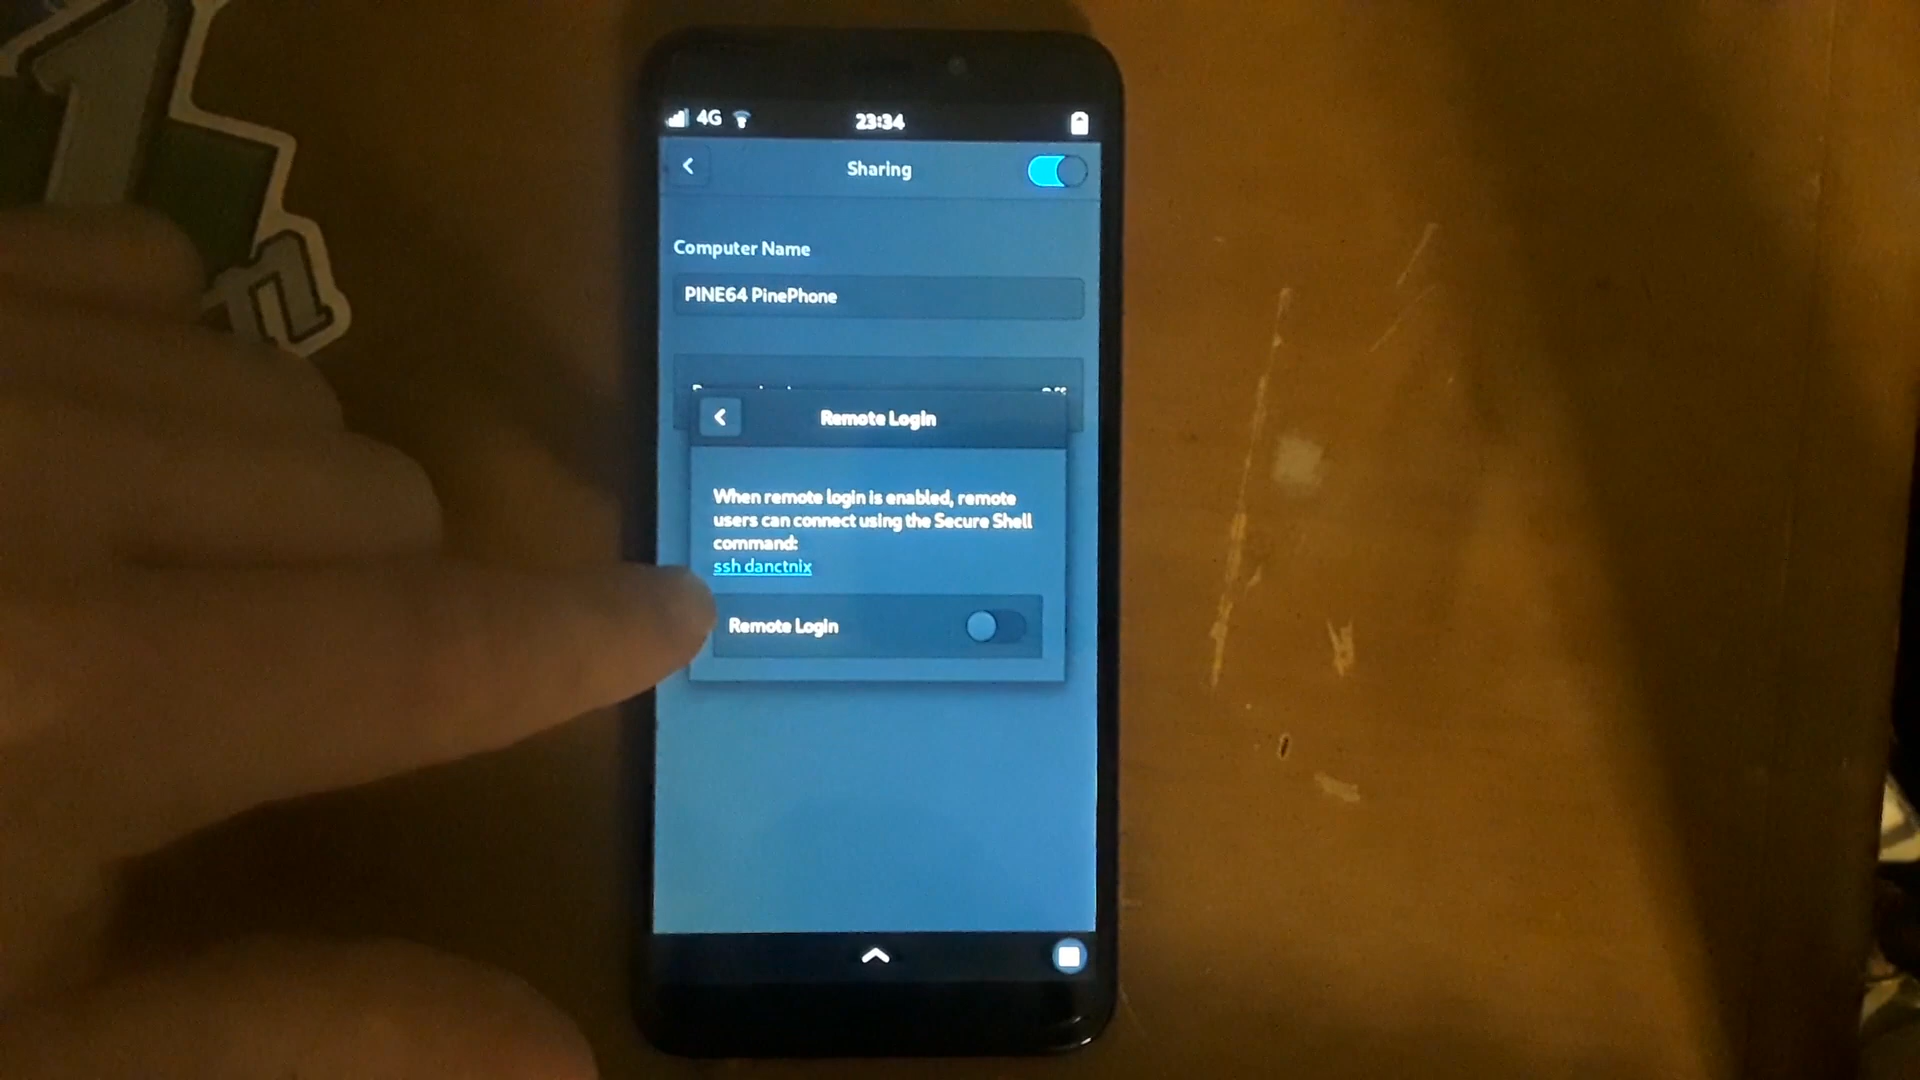 4G
23:34
Sharing
Computer Name
PINE64 PinePhone
Remote Login
When remote login is enabled, remote
users can connect using the Secure Shell
command:
ssh danctnix
Remote Login